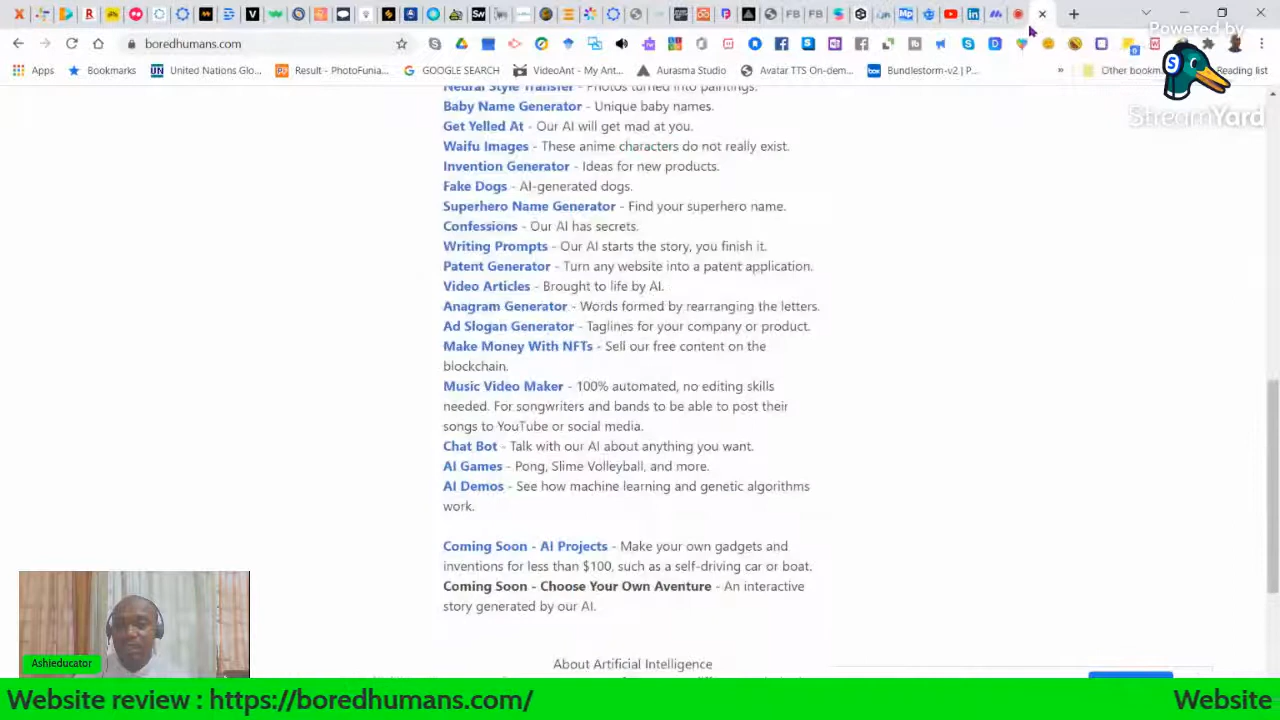 Powered by
boredhumans.com
Apps
Bookmarks
United Nations Glo...
Result - PhotoFunia...
GOOGLE SEARCH
VideoAnt - My Ant...
Aurasma Studio
Avatar TTS On-dem...
Bundlestorm-v2 | P...
»
Other bookm
Reading list
StreamYard
Neural Style Transfer - Photos turned into paintings.
Baby Name Generator - Unique baby names.
Get Yelled At - Our AI will get mad at you.
Waifu Images - These anime characters do not really exist.
Invention Generator - Ideas for new products.
Fake Dogs - AI-generated dogs.
Superhero Name Generator - Find your superhero name.
Confessions - Our AI has secrets.
Writing Prompts - Our AI starts the story, you finish it.
Patent Generator - Turn any website into a patent application.
Video Articles - Brought to life by AI.
Anagram Generator - Words formed by rearranging the letters.
Ad Slogan Generator - Taglines for your company or product.
Make Money With NFTs - Sell our free content on the
blockchain.
Music Video Maker - 100% automated, no editing skills
needed. For songwriters and bands to be able to post their
songs to YouTube or social media.
Chat Bot - Talk with our AI about anything you want.
AI Games - Pong, Slime Volleyball, and more.
AI Demos - See how machine learning and genetic algorithms
work.
Coming Soon - AI Projects - Make your own gadgets and
inventions for less than $100, such as a self-driving car or boat.
Coming Soon - Choose Your Own Aventure - An interactive
story generated by our AI.
About Artificial Intelligence
Ashieducator
Website review : https://boredhumans.com/
Website